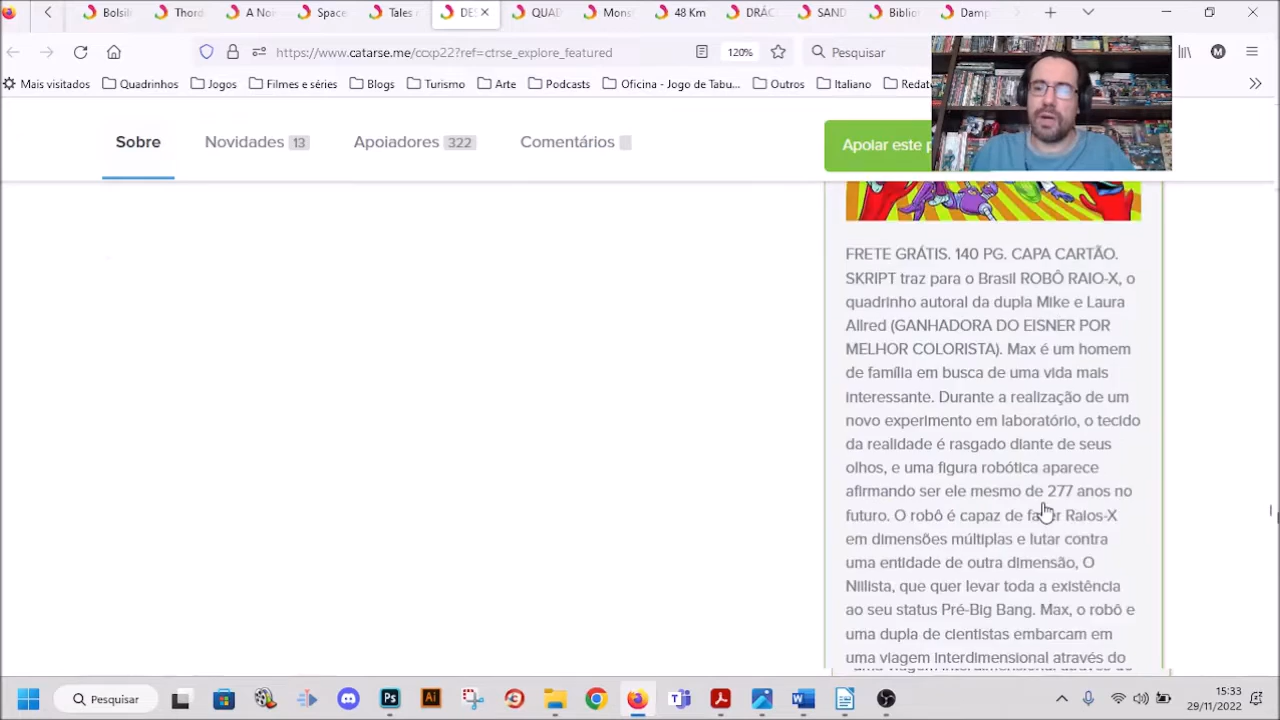 Bolsil
Thord
A Noi
Space
Tales
DES
QUAD
Monst
48 Km
DRÁC
SAND
Biblio
Damp
https://www.catarse.me/
p22?ref=ctrse_explore_featured
120%
Pesquisar
M
Mais visitados
Quadrinhos
Jogos
Filmes e Séries
Blogs
Turismo
Arte
Podcasts
Oficina - Jogo de Tabu...
Outros
Italiano
Redat
Sobre
Novidades 13
Apoiadores 322
Comentários
Apoiar este p
FRETE GRÁTIS. 140 PG. CAPA CARTÃO.
SKRIPT traz para o Brasil ROBÔ RAIO-X, o
quadrinho autoral da dupla Mike e Laura
Allred (GANHADORA DO EISNER POR
MELHOR COLORISTA). Max é um homem
de família em busca de uma vida mais
interessante. Durante a realização de um
novo experimento em laboratório, o tecido
da realidade é rasgado diante de seus
olhos, e uma figura robótica aparece
afirmando ser ele mesmo de 277 anos no
futuro. O robô é capaz de fazer Raios-X
em dimensões múltiplas e lutar contra
uma entidade de outra dimensão, O
Niilista, que quer levar toda a existência
ao seu status Pré-Big Bang. Max, o robô e
uma dupla de cientistas embarcam em
uma viagem interdimensional através do
Pesquisar
15:33
29/11/2022